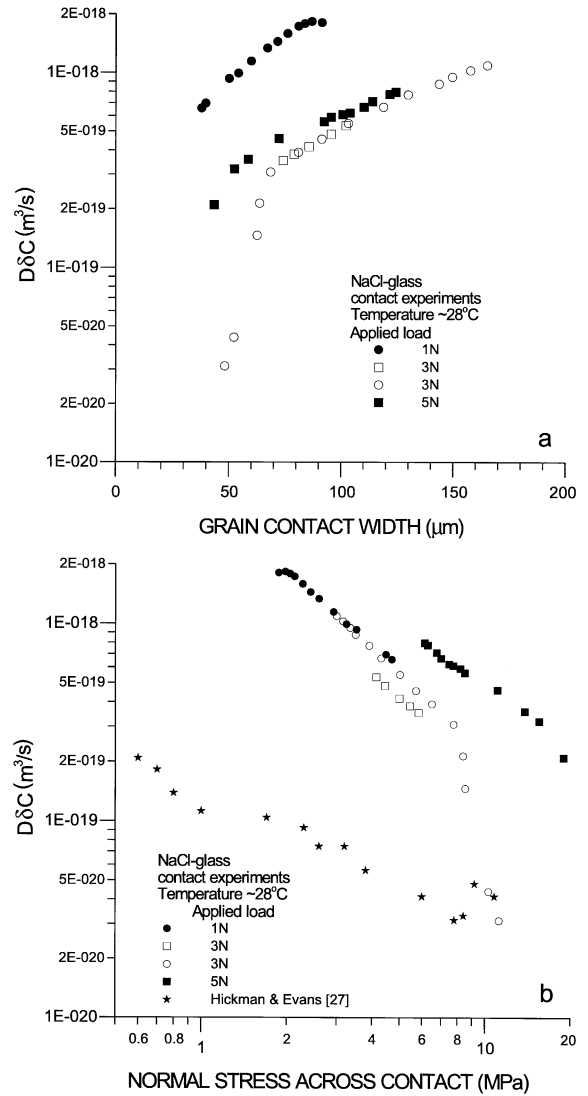 2E-018
1E-018
5E-019
2E-019
1E-019
5E-020
2E-020
1E-020
DδC (m³/s)
NaCl-glass
contact experiments
Temperature ~28°C
Applied load
1N
3N
3N
5N
a
0 50 100 150 200
GRAIN CONTACT WIDTH (μm)
2E-018
1E-018
5E-019
2E-019
1E-019
5E-020
2E-020
1E-020
DδC (m³/s)
NaCl-glass
contact experiments
Temperature ~28°C
Applied load
1N
3N
3N
5N
Hickman & Evans [27]
b
0.6 0.8 1 2 4 6 8 10 20
NORMAL STRESS ACROSS CONTACT (MPa)